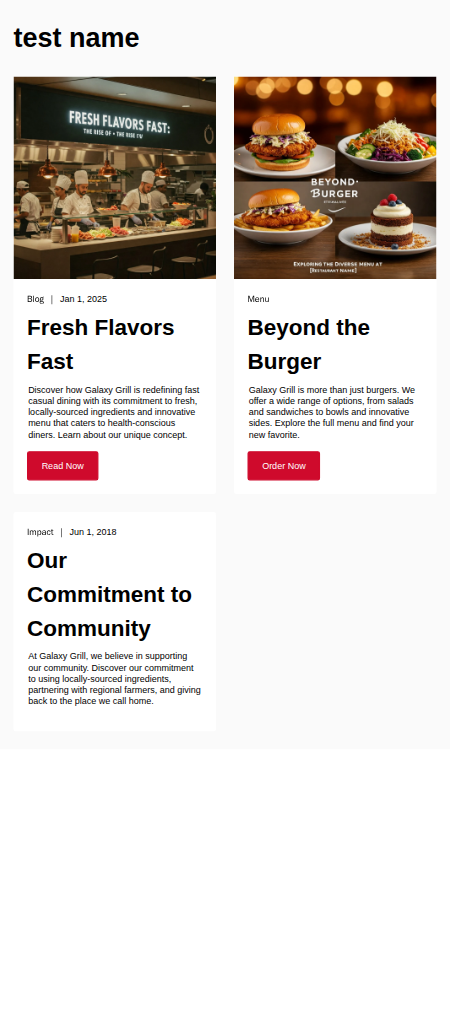 test name
FRESH FLAVORS FAST:
Blog | Jan 1, 2025
Fresh Flavors
Fast
Discover how Galaxy Grill is redefining fast
casual dining with its commitment to fresh,
locally-sourced ingredients and innovative
menu that caters to health-conscious
diners. Learn about our unique concept.
Read Now
BEYOND·
BURGER
EXPLORING THE DIVERSE MENU AT
[RESTAURANT NAME]
Menu
Beyond the
Burger
Galaxy Grill is more than just burgers. We
offer a wide range of options, from salads
and sandwiches to bowls and innovative
sides. Explore the full menu and find your
new favorite.
Order Now
Impact | Jun 1, 2018
Our
Commitment to
Community
At Galaxy Grill, we believe in supporting
our community. Discover our commitment
to using locally-sourced ingredients,
partnering with regional farmers, and giving
back to the place we call home.